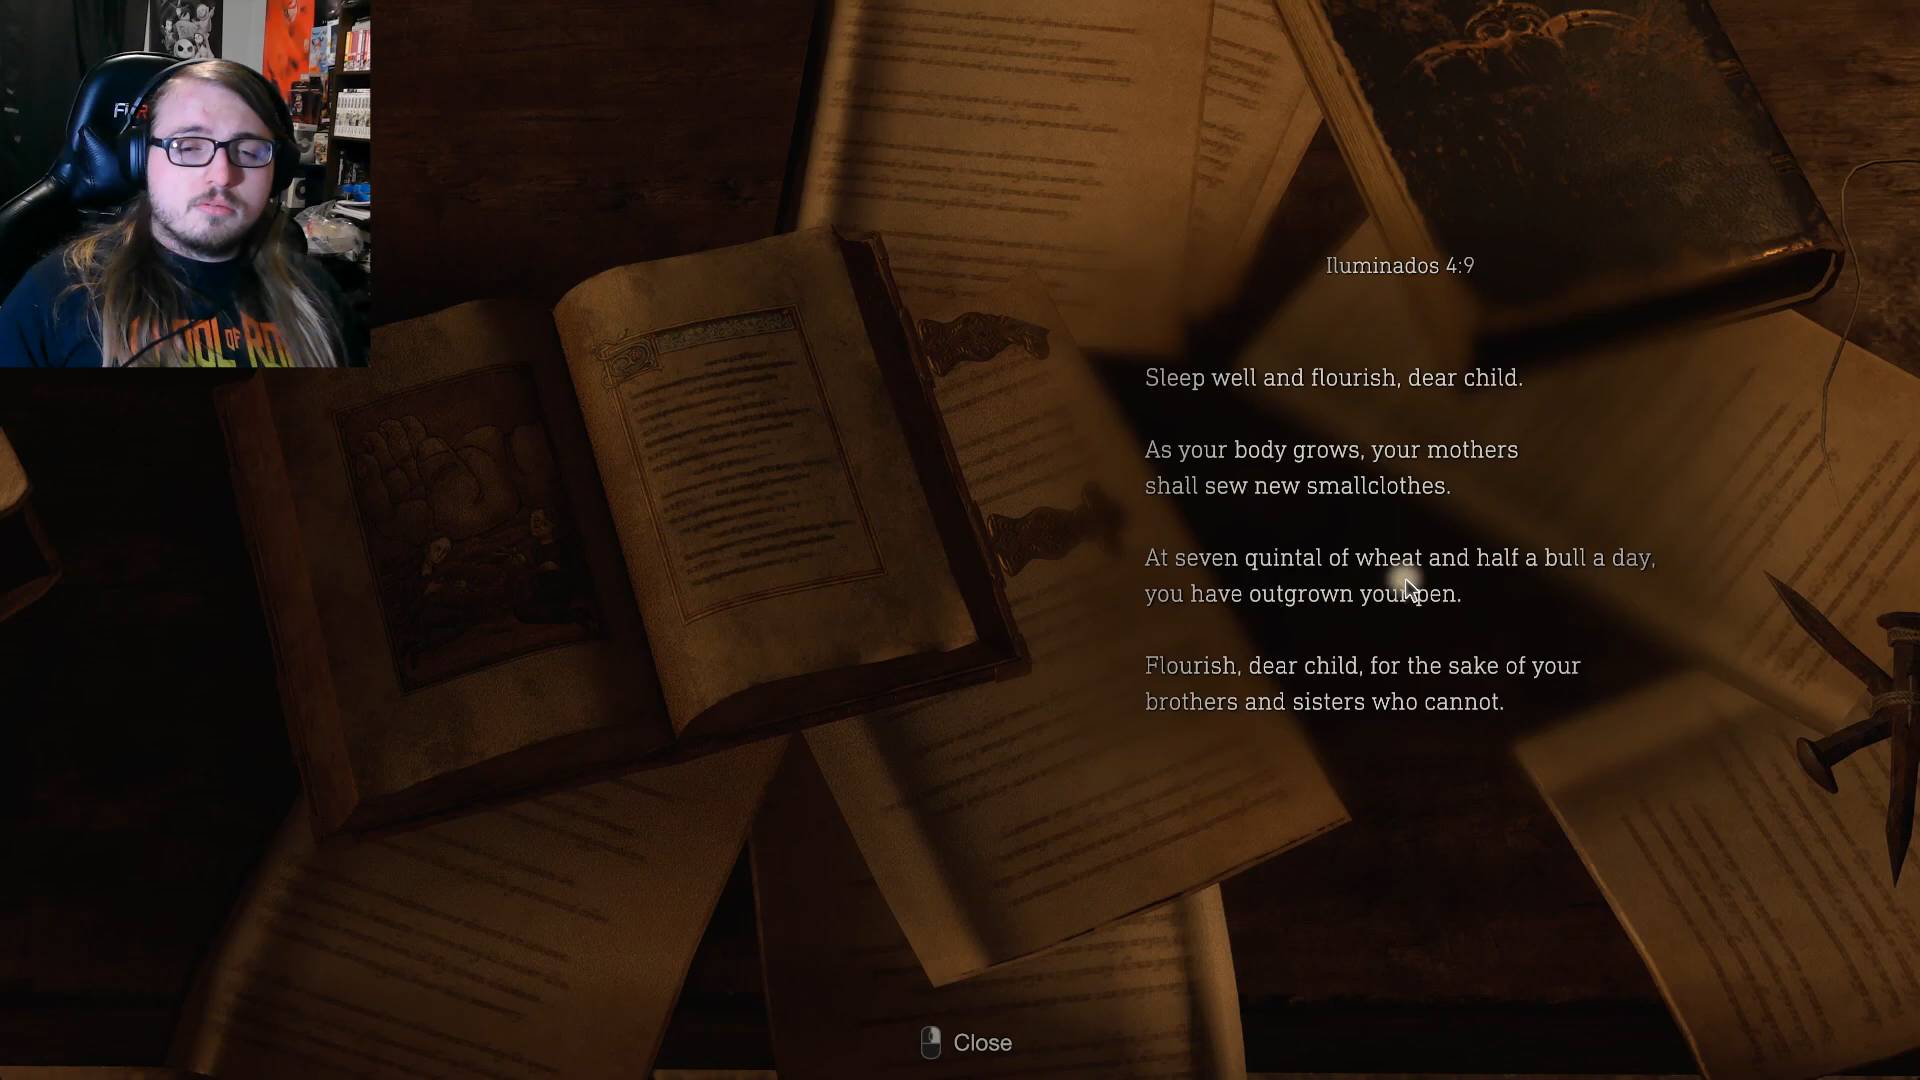 Iluminados 4:9
Sleep well and flourish, dear child.
As your body grows, your mothers
shall sew new smallclothes.
At seven quintal of wheat and half a bull a day,
you have outgrown your pen.
Flourish, dear child, for the sake of your
brothers and sisters who cannot.
Close